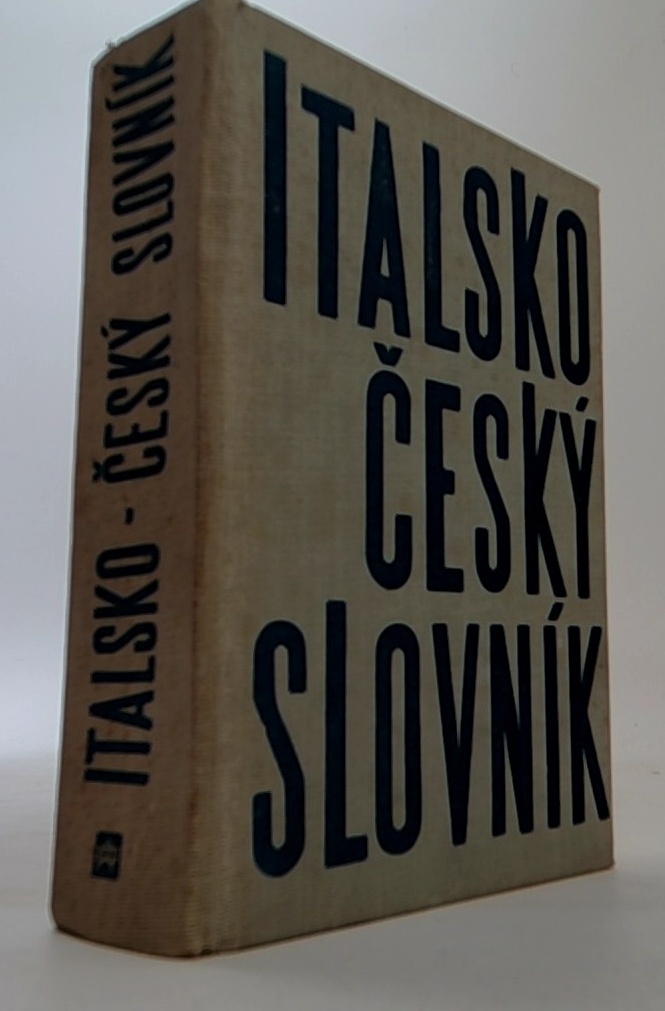 ITALSKO - ČESKÝ SLOVNÍK
ITALSKO
ČESKÝ
SLOVNÍK